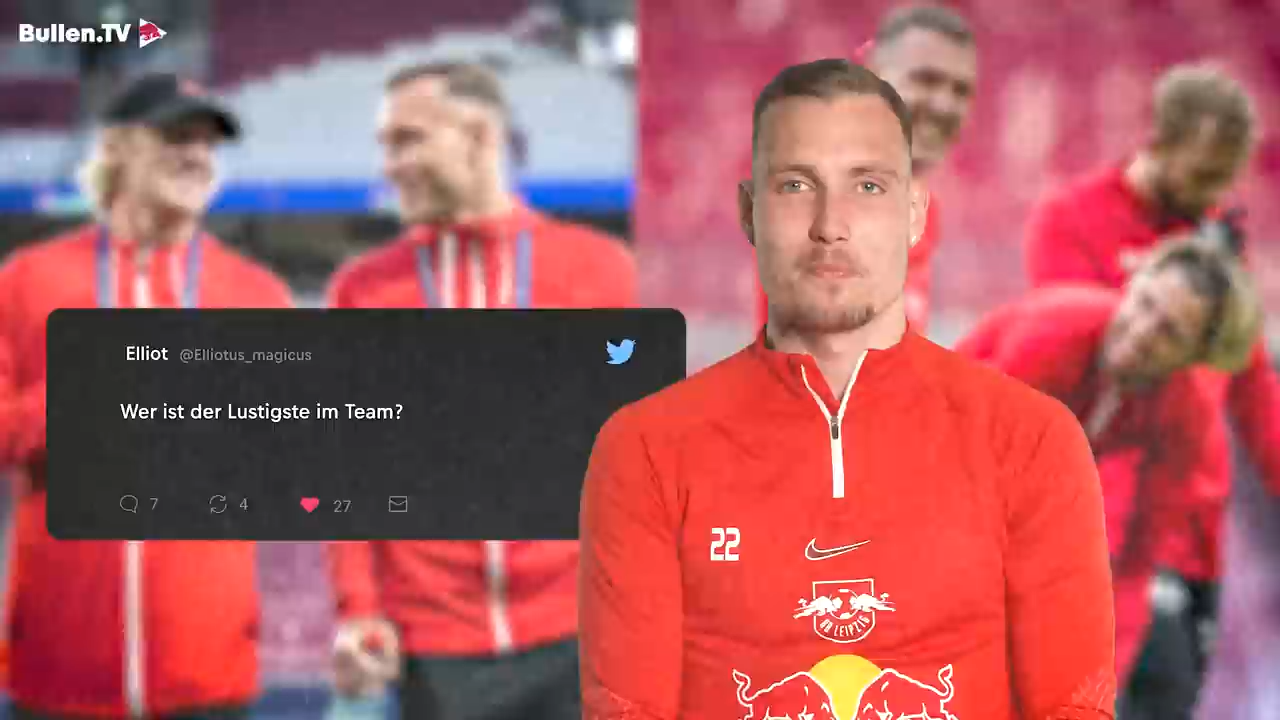 Bullen.TV
Elliot @Elliotus_magicus
Wer ist der Lustigste im Team?
7 4 27
22
RB LEIPZIG